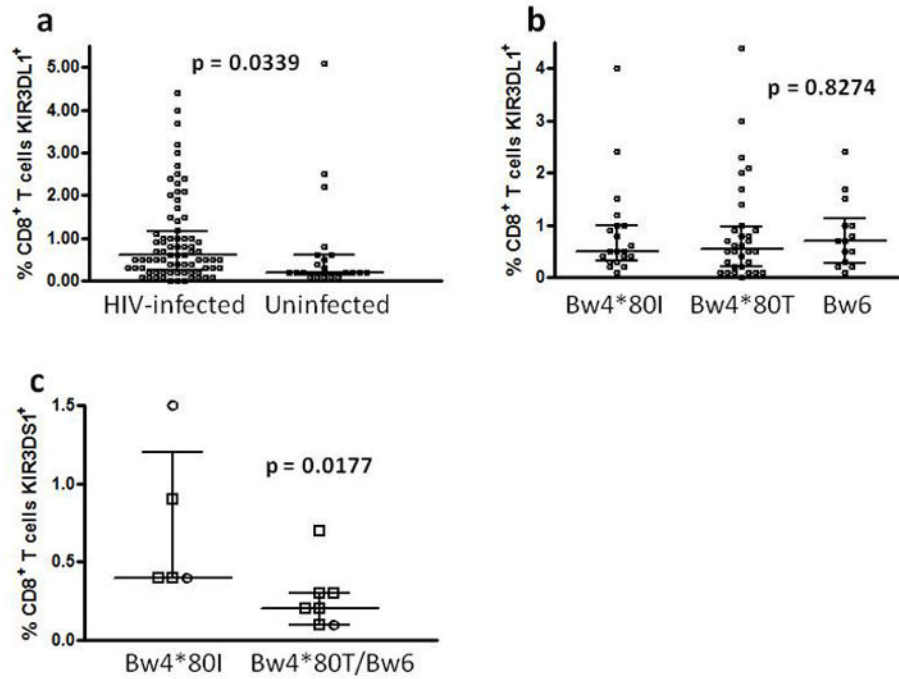 a
p = 0.0339
% CD8+ T cells KIR3DL1+
5.00
4.00
3.00
2.00
1.00
0.00
HIV-infected Uninfected
b
p = 0.8274
% CD8+ T cells KIR3DL1+
4
3
2
1
0
Bw4*80I Bw4*80T Bw6
c
p = 0.0177
% CD8+ T cells KIR3DS1+
1.5
1.0
0.5
0.0
Bw4*80I Bw4*80T/Bw6